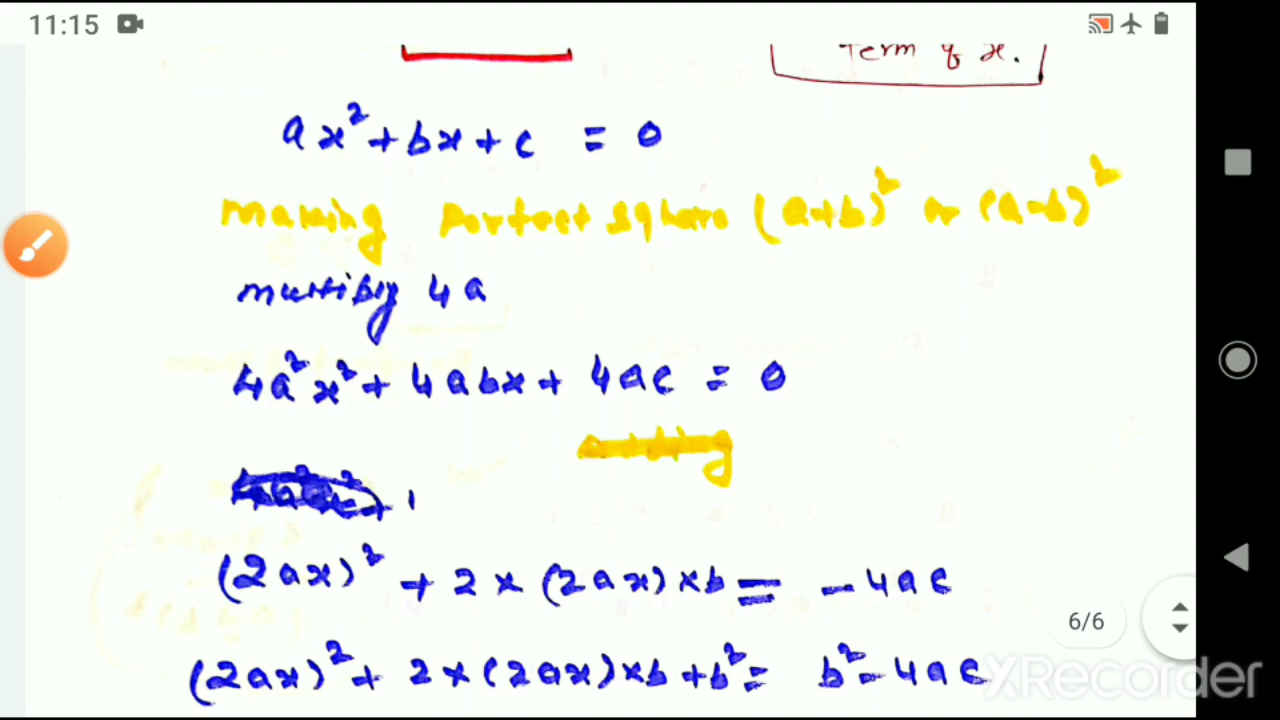 11:15
Term of x.
ax²+bx+c = 0
making Perfect square (a+b)² or (a-b)²
multiply 4a
4a²x²+ 4abx+ 4ac = 0
(2ax)² + 2 × (2ax) × b = -4ac
6/6
(2ax)²+ 2×(2ax)×b+b² = b²-4ac
XRecorder